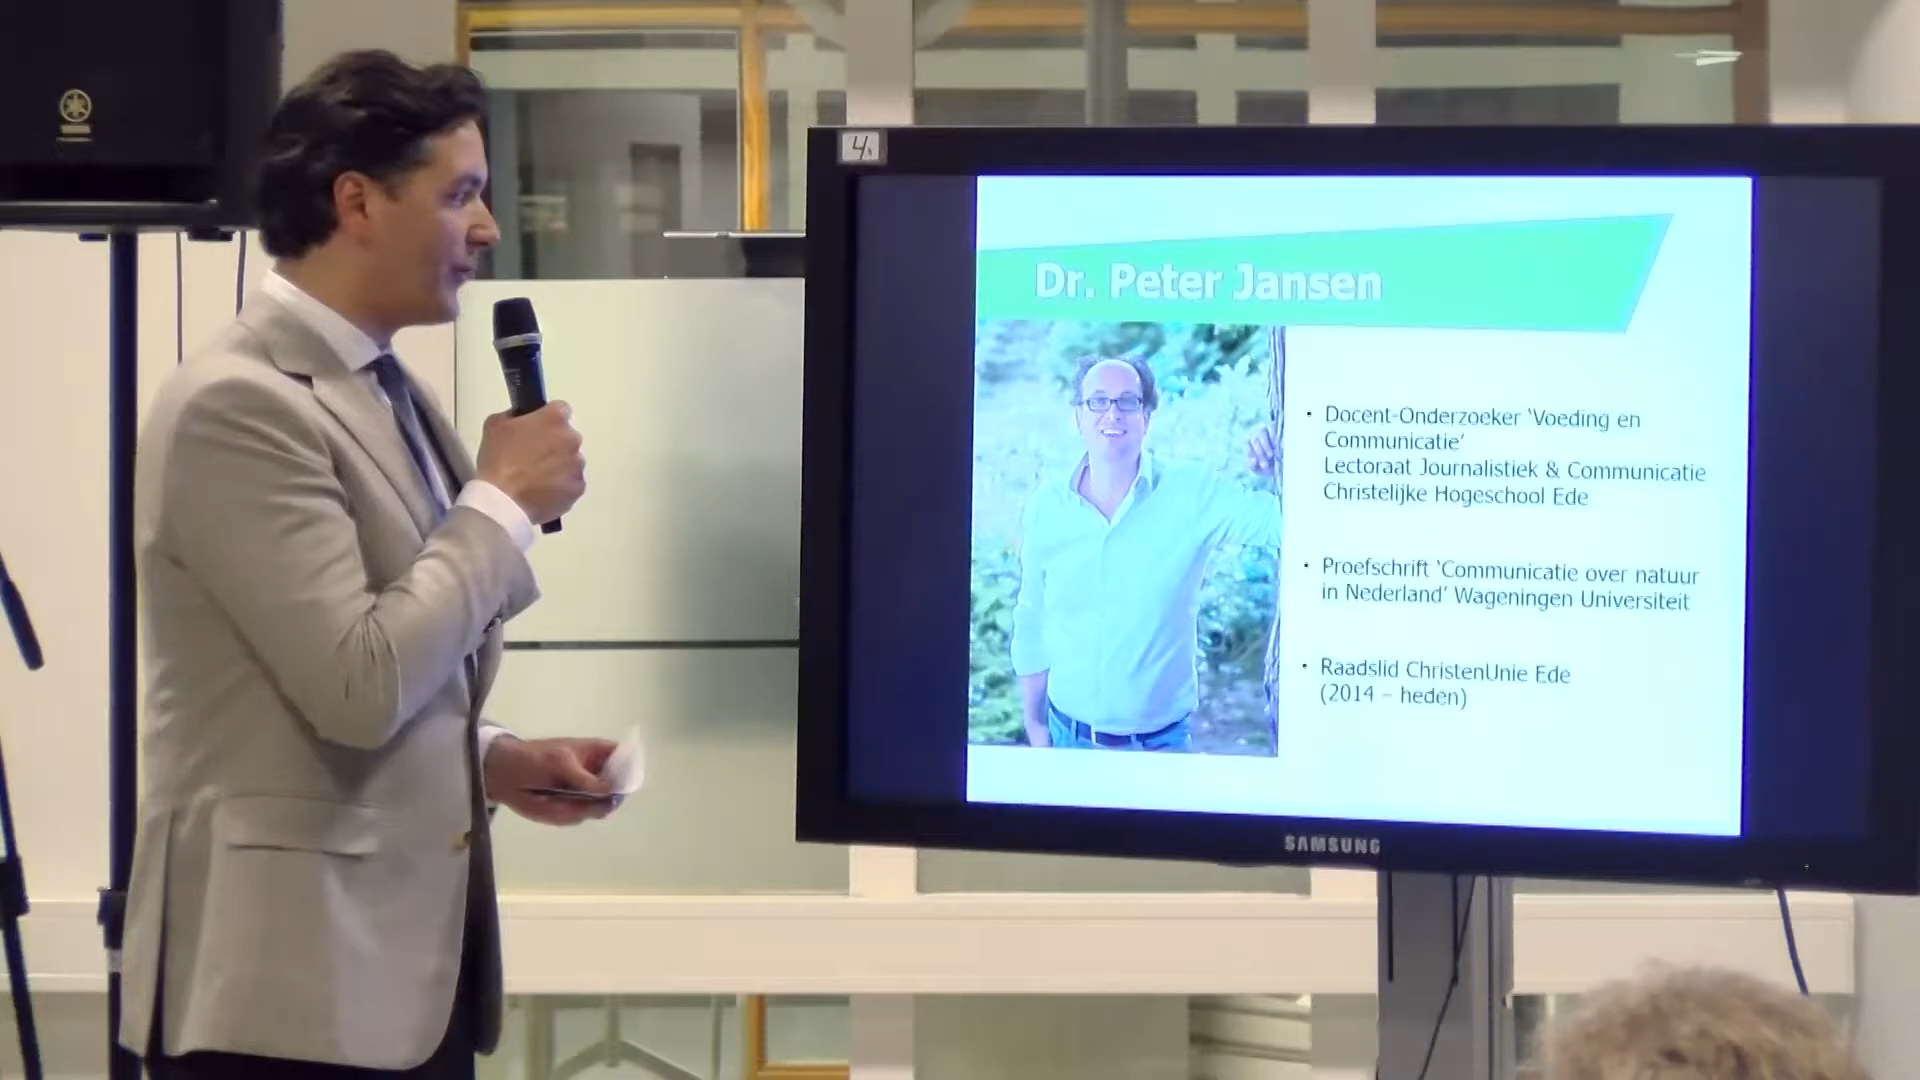 YAMAHA
4
Dr. Peter Jansen
• Docent-Onderzoeker ‘Voeding en
Communicatie’
Lectoraat Journalistiek & Communicatie
Christelijke Hogeschool Ede
• Proefschrift ‘Communicatie over natuur
in Nederland’ Wageningen Universiteit
• Raadslid ChristenUnie Ede
(2014 – heden)
SAMSUNG